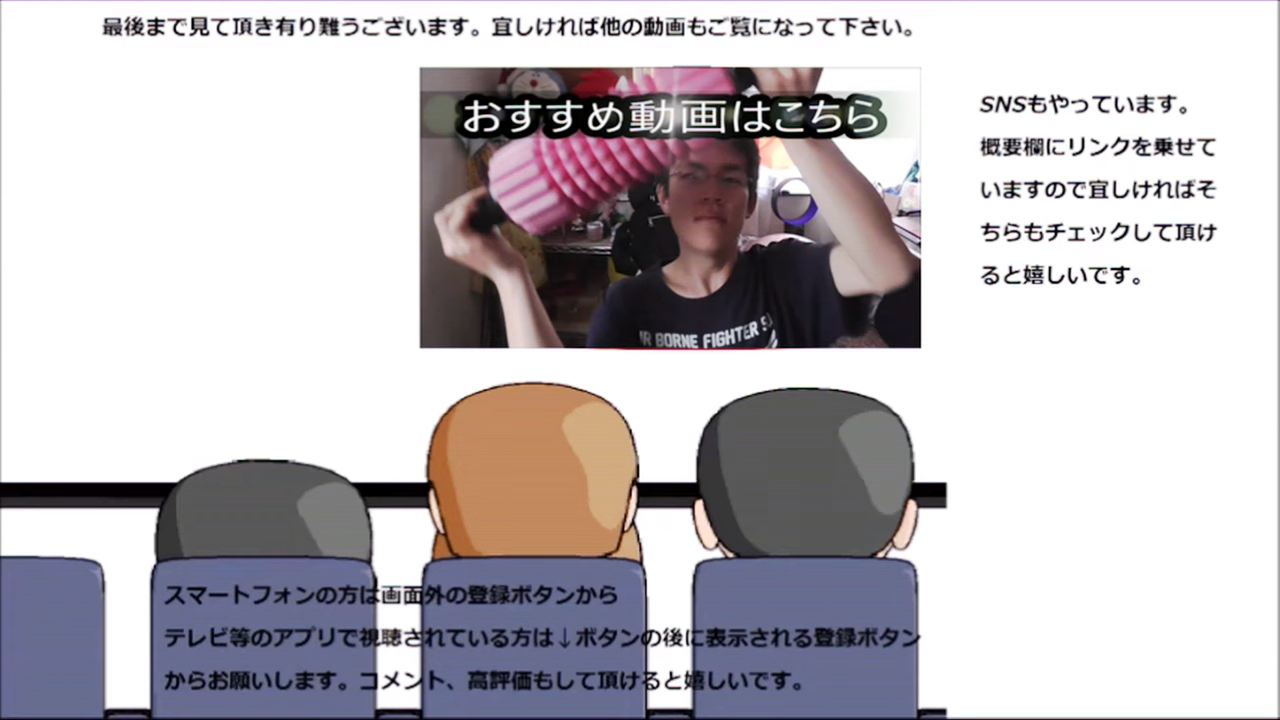 最後まで見て頂き有り難うございます。宜しければ他の動画もご覧になって下さい。
おすすめ動画はこちら
BORNE FIGHTER
SNSもやっています。
概要欄にリンクを乗せて
いますので宜しければそ
ちらもチェックして頂け
ると嬉しいです。
スマートフォンの方は画面外の登録ボタンから
テレビ等のアプリで視聴されている方は↓ボタンの後に表示される登録ボタン
からお願いします。コメント、高評価もして頂けると嬉しいです。